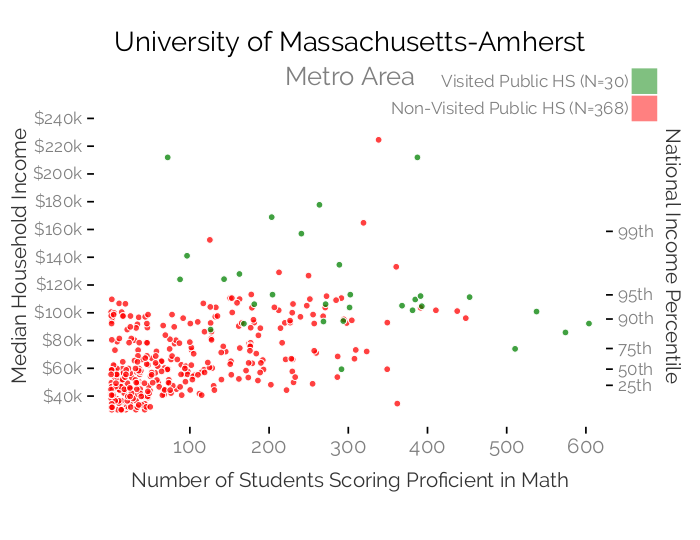 University of Massachusetts-Amherst
Metro Area
Visited Public HS (N=30)
Non-Visited Public HS (N=368)
Median Household Income
$240k
$220k
$200k
$180k
$160k
$140k
$120k
$100k
$80k
$60k
$40k
National Income Percentile
99th
95th
90th
75th
50th
25th
100 200 300 400 500 600
Number of Students Scoring Proficient in Math